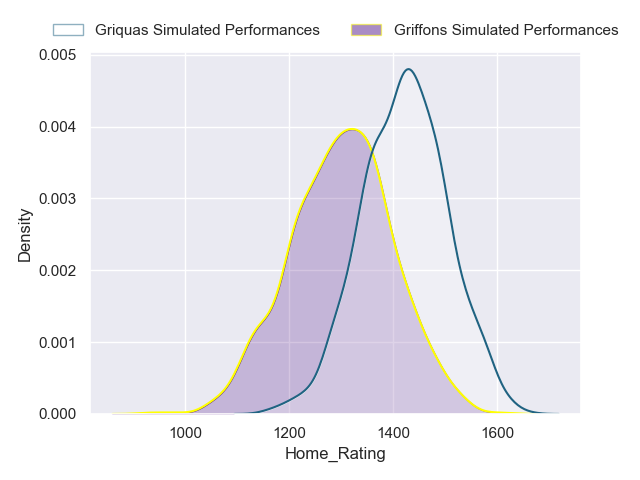 Griquas Simulated Performances Griffons Simulated Performances
0.005
0.004
0.003
0.002
0.001
0.000
Density
1000 1200 1400 1600
Home_Rating